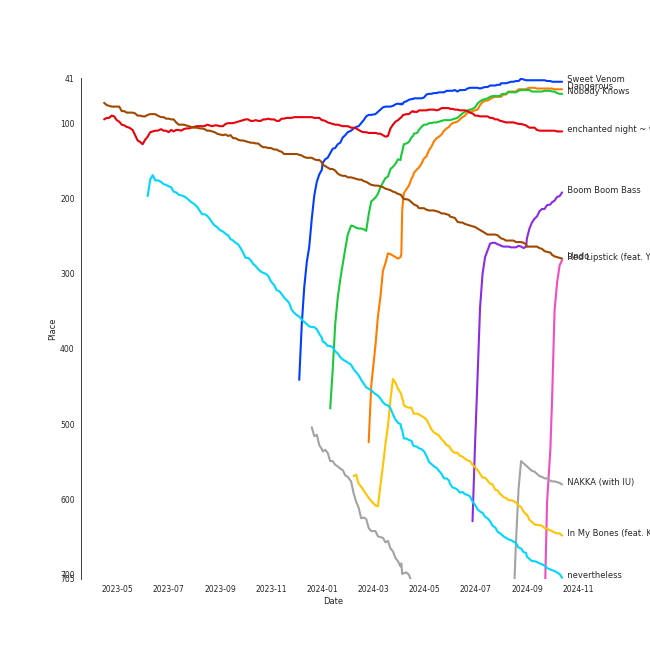 41
100
200
300
400
500
600
700
705
Place
2023-05
2023-07
2023-09
2023-11
2024-01
2024-03
2024-05
2024-07
2024-09
2024-11
Date
Sweet Venom
Dangerous
Nobody Knows
enchanted night ~
Boom Boom Bass
Red Lipstick (feat. Y
NAKKA (with IU)
In My Bones (feat. K
nevertheless